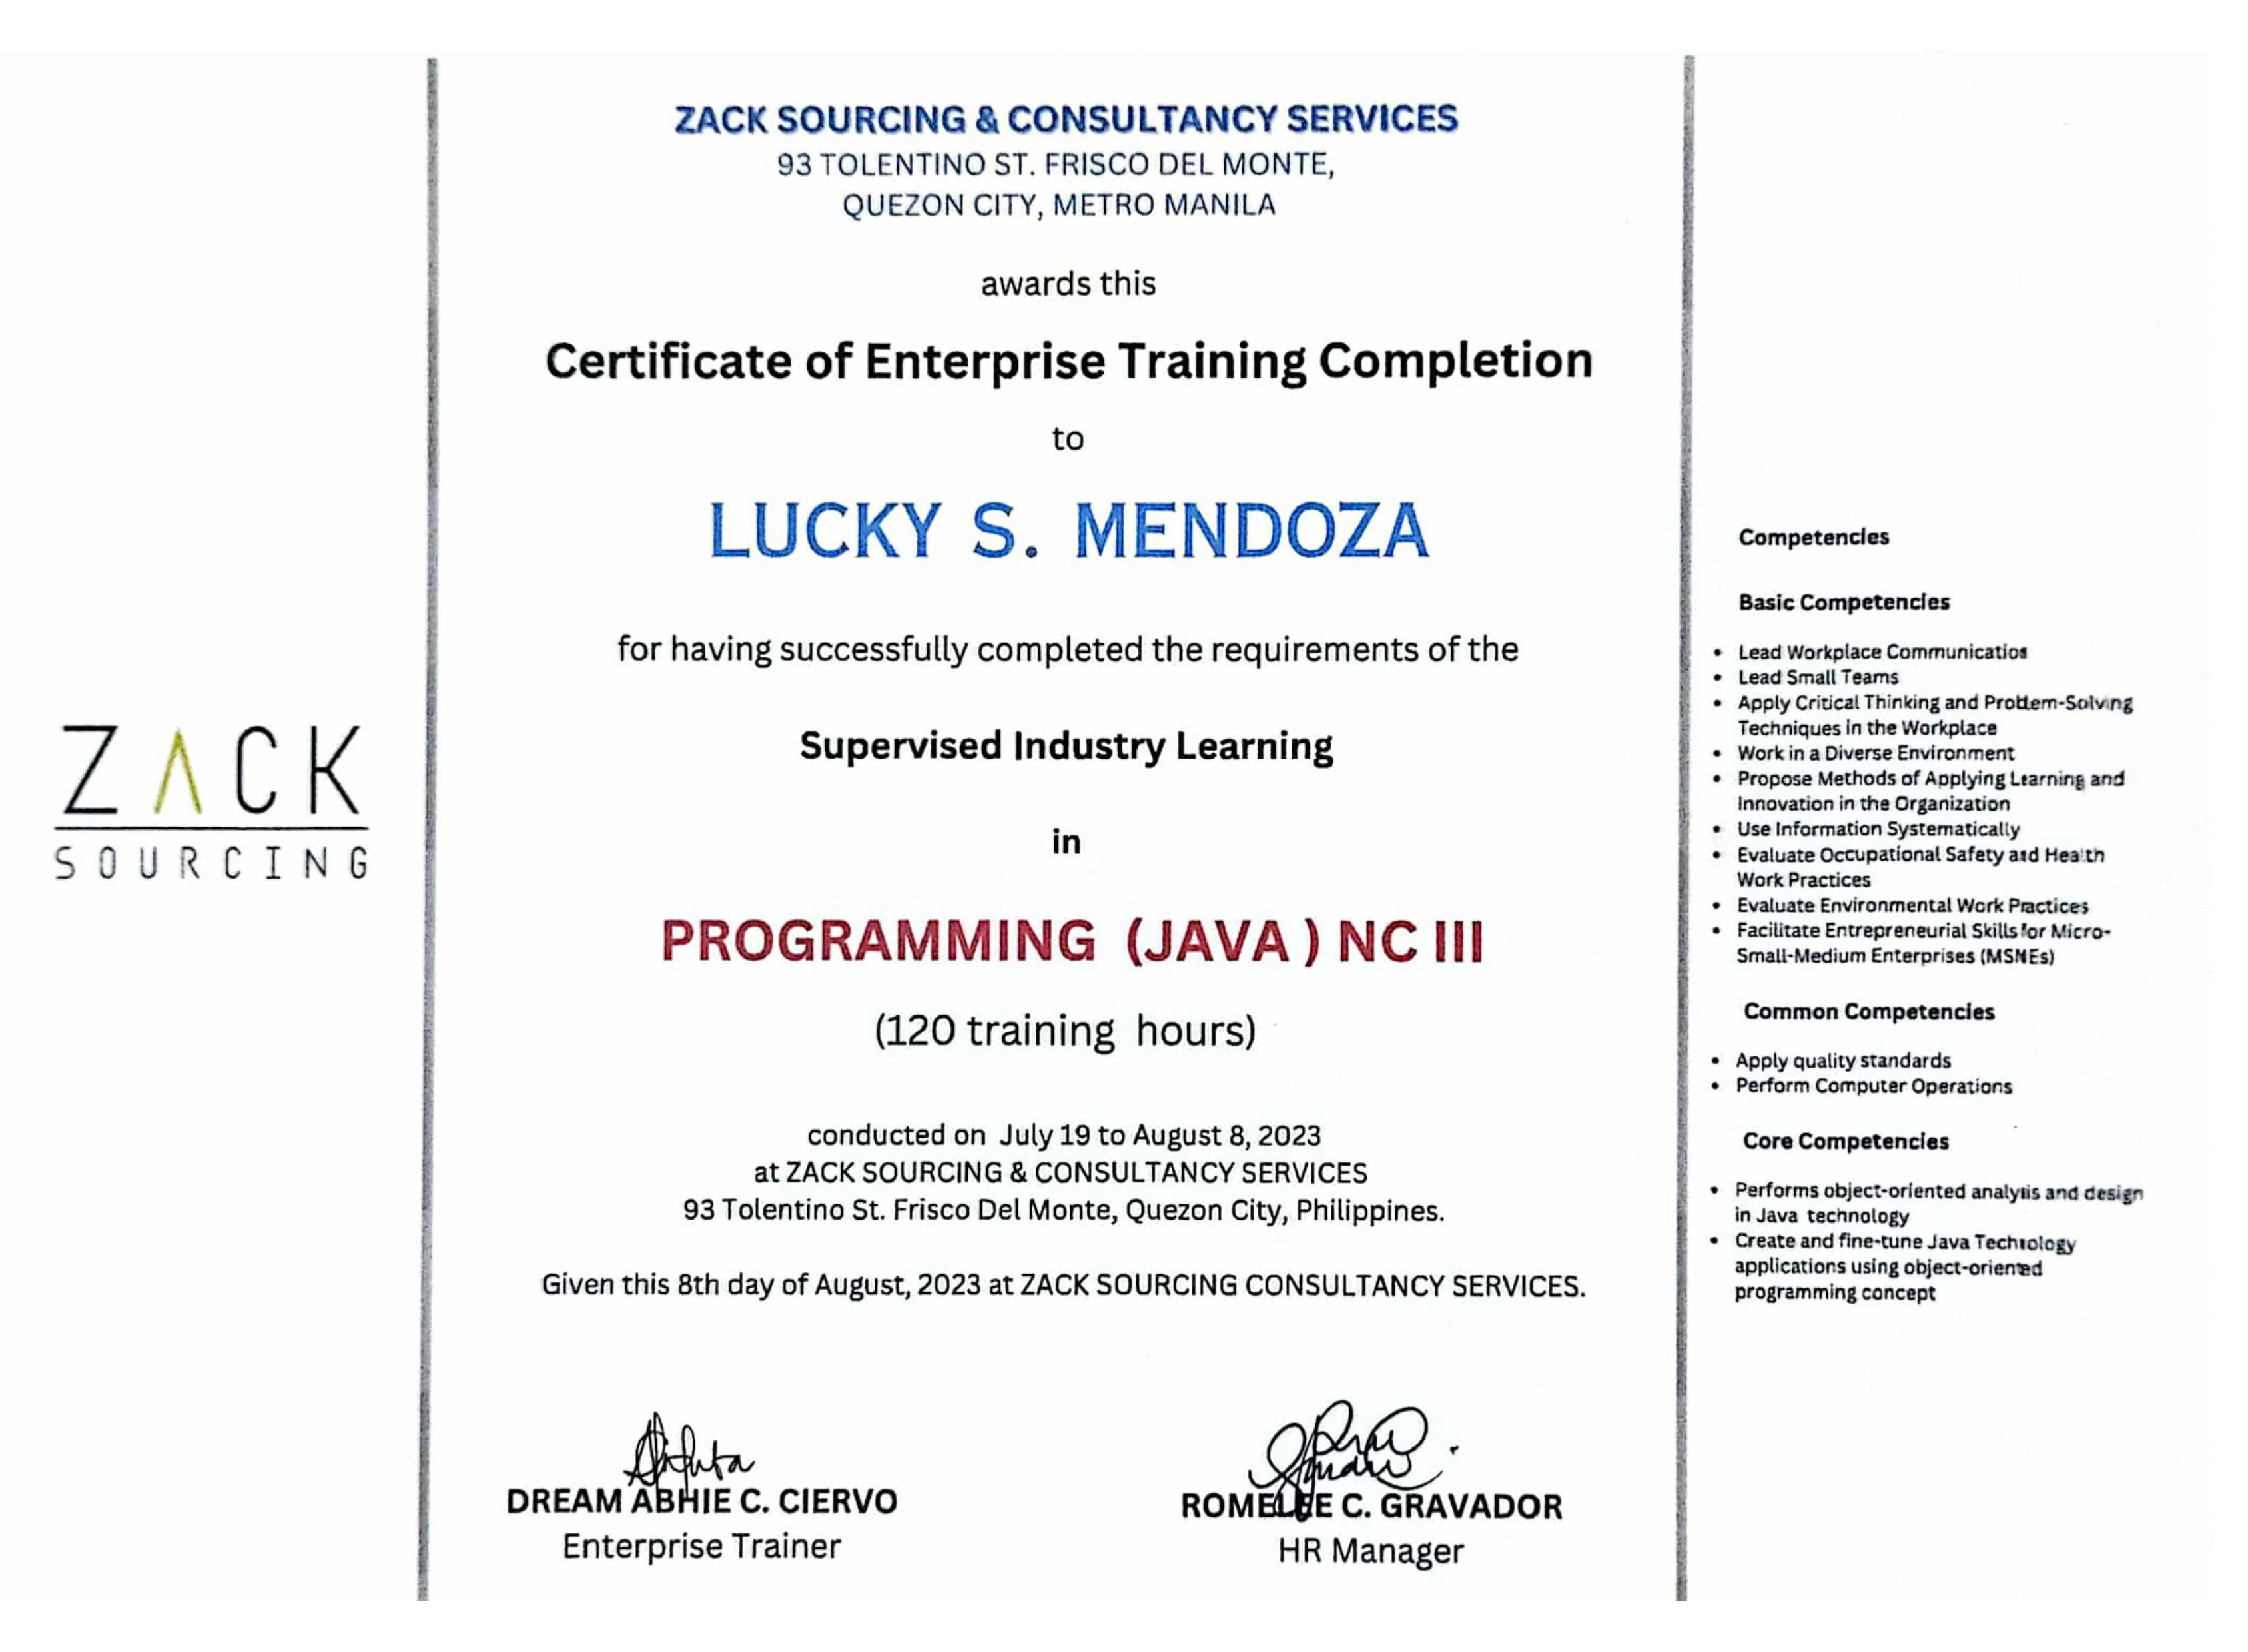 ZACK
SOURCING
ZACK SOURCING & CONSULTANCY SERVICES
93 TOLENTINO ST. FRISCO DEL MONTE,
QUEZON CITY, METRO MANILA
awards this
Certificate of Enterprise Training Completion
to
LUCKY S. MENDOZA
for having successfully completed the requirements of the
Supervised Industry Learning
in
PROGRAMMING (JAVA ) NC III
(120 training hours)
conducted on July 19 to August 8, 2023
at ZACK SOURCING & CONSULTANCY SERVICES
93 Tolentino St. Frisco Del Monte, Quezon City, Philippines.
Given this 8th day of August, 2023 at ZACK SOURCING CONSULTANCY SERVICES.
DREAM ABHIE C. CIERVO
Enterprise Trainer
ROMELEE C. GRAVADOR
HR Manager
Competencies
Basic Competencies
• Lead Workplace Communication
• Lead Small Teams
• Apply Critical Thinking and Problem-Solving
Techniques in the Workplace
• Work in a Diverse Environment
• Propose Methods of Applying Learning and
Innovation in the Organization
• Use Information Systematically
• Evaluate Occupational Safety and Health
Work Practices
• Evaluate Environmental Work Practices
• Facilitate Entrepreneurial Skills for Micro-
Small-Medium Enterprises (MSMEs)
Common Competencies
• Apply quality standards
• Perform Computer Operations
Core Competencies
• Performs object-oriented analysis and design
in Java technology
• Create and fine-tune Java Technology
applications using object-oriented
programming concept